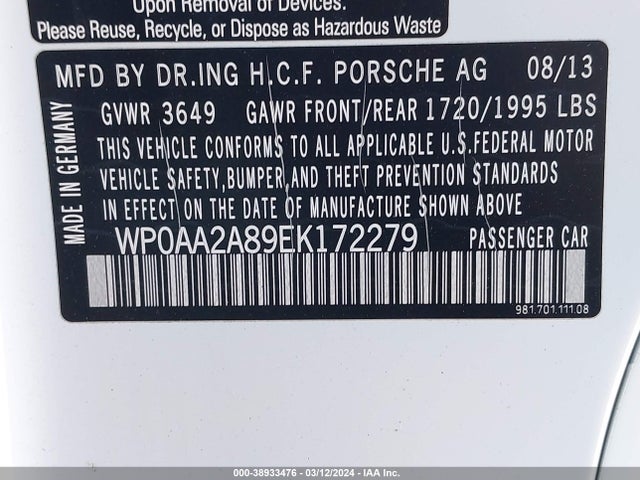 Upon Removal of Devices.
Please Reuse, Recycle, or Dispose as Hazardous Waste
MFD BY DR.ING H.C.F. PORSCHE AG 08/13
GVWR 3649 GAWR FRONT/REAR 1720/1995 LBS
THIS VEHICLE CONFORMS TO ALL APPLICABLE U.S.FEDERAL MOTOR
VEHICLE SAFETY,BUMPER,AND THEFT PREVENTION STANDARDS
IN EFFECT ON THE DATE OF MANUFACTURE SHOWN ABOVE
MADE IN GERMANY
WP0AA2A89EK172279 PASSENGER CAR
981.701.111.08
000-38933476 - 03/12/2024 - IAA Inc.